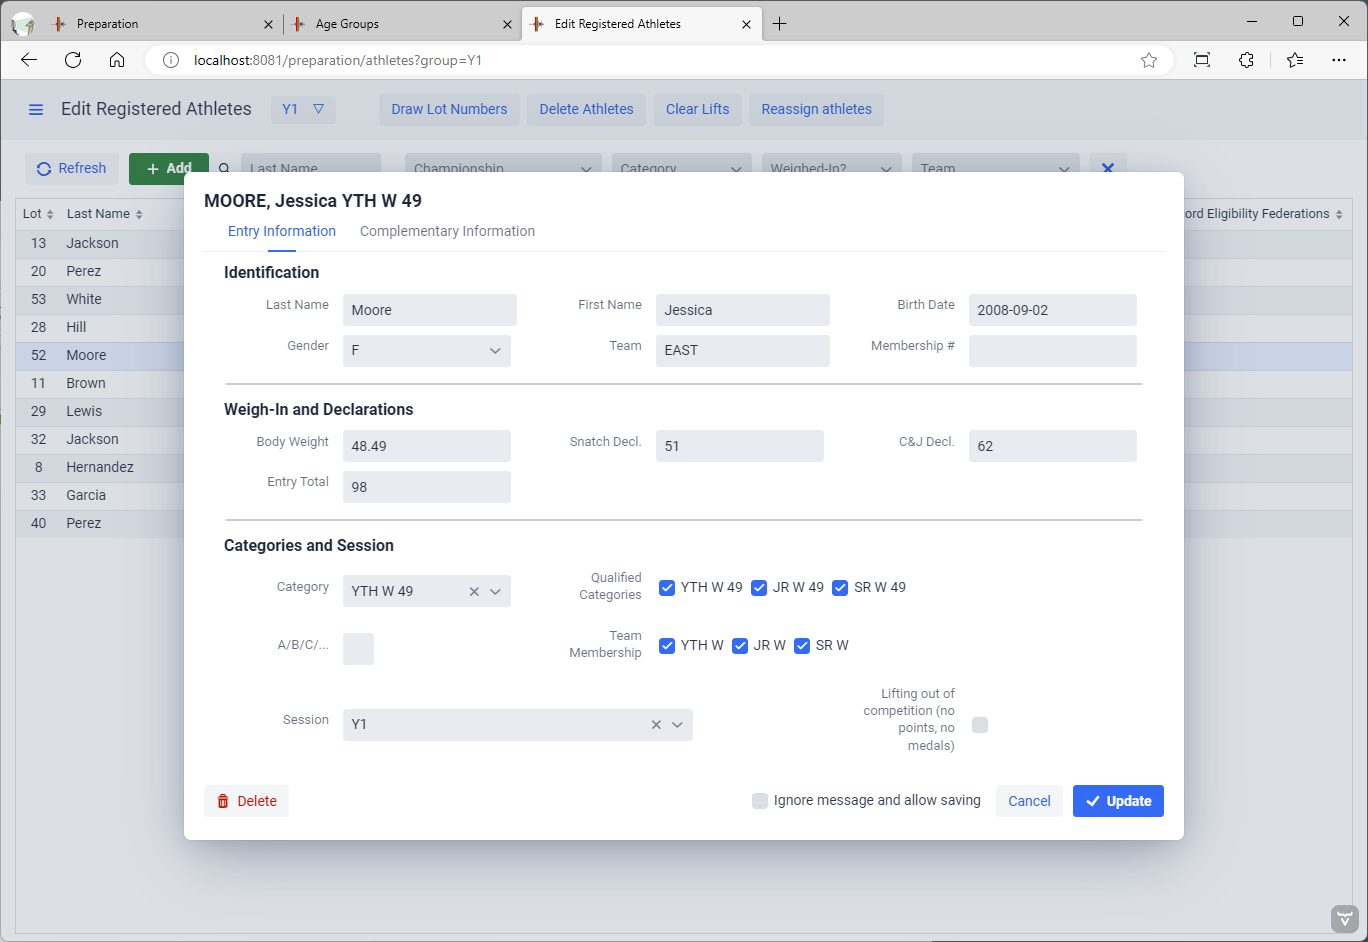 Preparation
Age Groups
Edit Registered Athletes
localhost:8081/preparation/athletes?group=Y1
Edit Registered Athletes
Y1
Draw Lot Numbers
Delete Athletes
Clear Lifts
Reassign athletes
Refresh
Add
Last Name
Championship
Category
Weighed-In?
Team
Lot
Last Name
ord Eligibility Federations
13 Jackson
20 Perez
53 White
28 Hill
52 Moore
11 Brown
29 Lewis
32 Jackson
8 Hernandez
33 Garcia
40 Perez
MOORE, Jessica YTH W 49
Entry Information
Complementary Information
Identification
Last Name Moore
First Name Jessica
Birth Date 2008-09-02
Gender F
Team EAST
Membership #
Weigh-In and Declarations
Body Weight 48.49
Snatch Decl. 51
C&J Decl. 62
Entry Total 98
Categories and Session
Category YTH W 49
Qualified
Categories
YTH W 49 JR W 49 SR W 49
A/B/C/...
Team
Membership
YTH W JR W SR W
Session Y1
Lifting out of
competition (no
points, no
medals)
Delete
Ignore message and allow saving
Cancel
Update